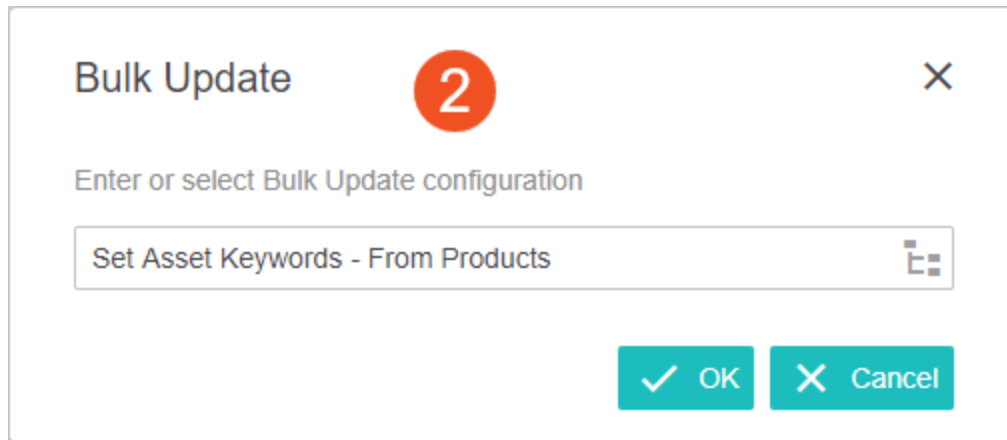 Bulk Update
2
Enter or select Bulk Update configuration
Set Asset Keywords - From Products
OK Cancel